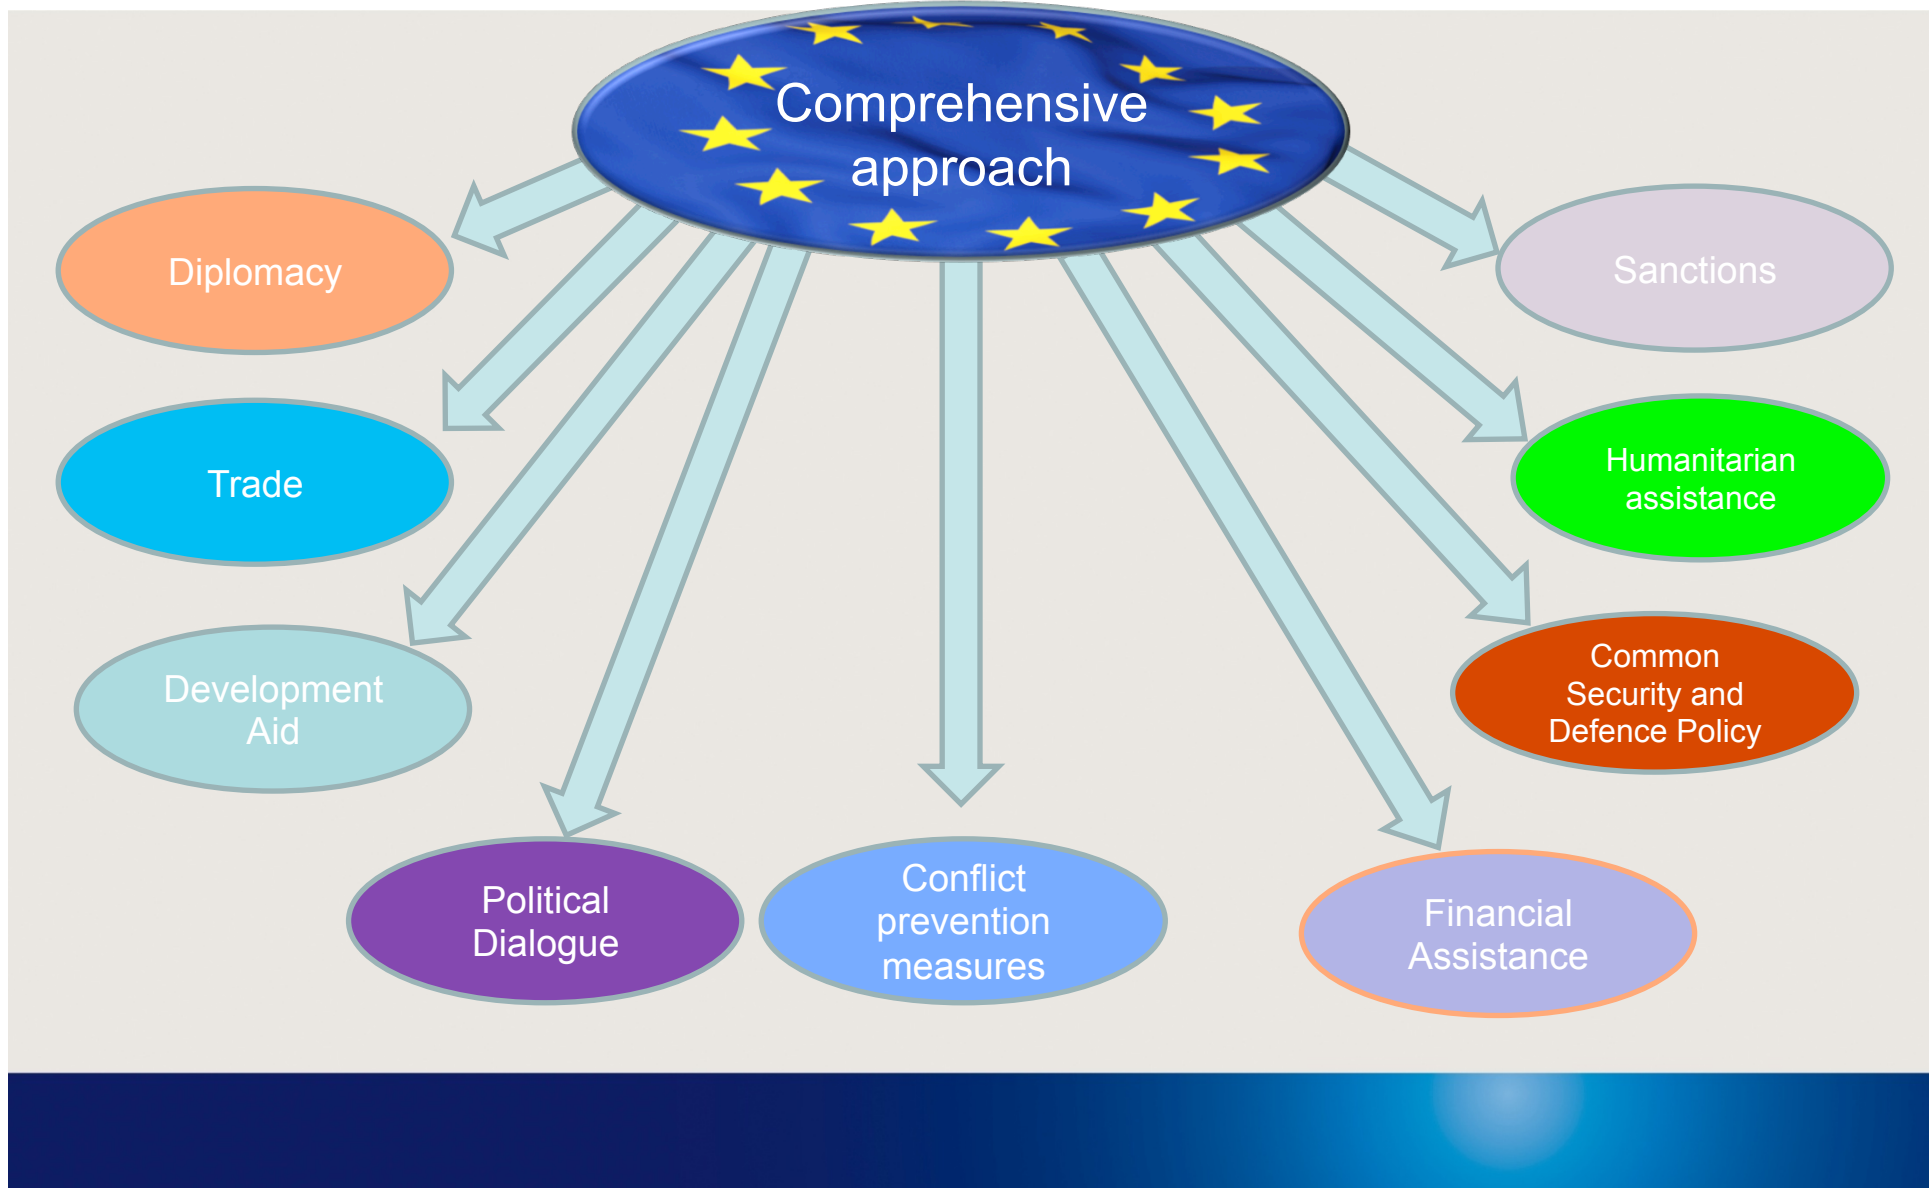 Comprehensive
approach
Diplomacy
Sanctions
Trade
Humanitarian
assistance
Development
Aid
Common
Security and
Defence Policy
Political
Dialogue
Conflict
prevention
measures
Financial
Assistance